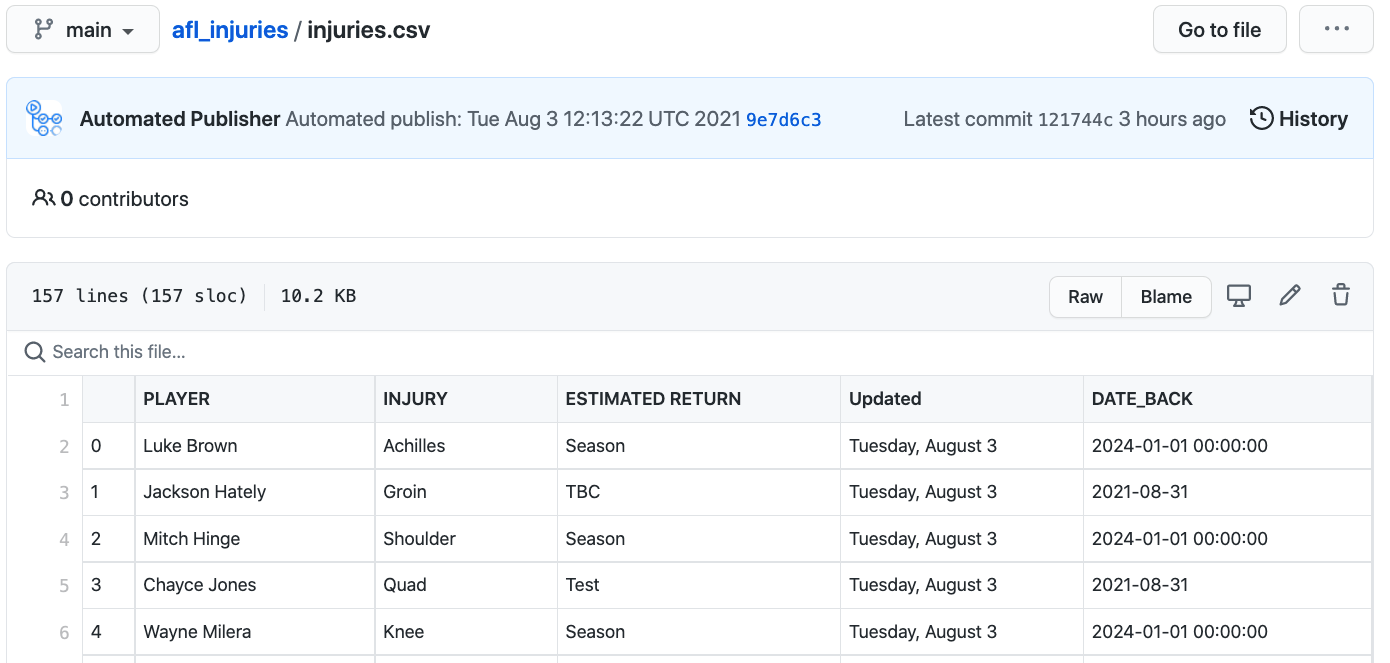 main afl_injuries / injuries.csv Go to file ...
Automated Publisher Automated publish: Tue Aug 3 12:13:22 UTC 2021 9e7d6c3 Latest commit 121744c 3 hours ago History
0 contributors
157 lines (157 sloc) 10.2 KB Raw Blame
Search this file...
1 PLAYER INJURY ESTIMATED RETURN Updated DATE_BACK
2 0 Luke Brown Achilles Season Tuesday, August 3 2024-01-01 00:00:00
3 1 Jackson Hately Groin TBC Tuesday, August 3 2021-08-31
4 2 Mitch Hinge Shoulder Season Tuesday, August 3 2024-01-01 00:00:00
5 3 Chayce Jones Quad Test Tuesday, August 3 2021-08-31
6 4 Wayne Milera Knee Season Tuesday, August 3 2024-01-01 00:00:00